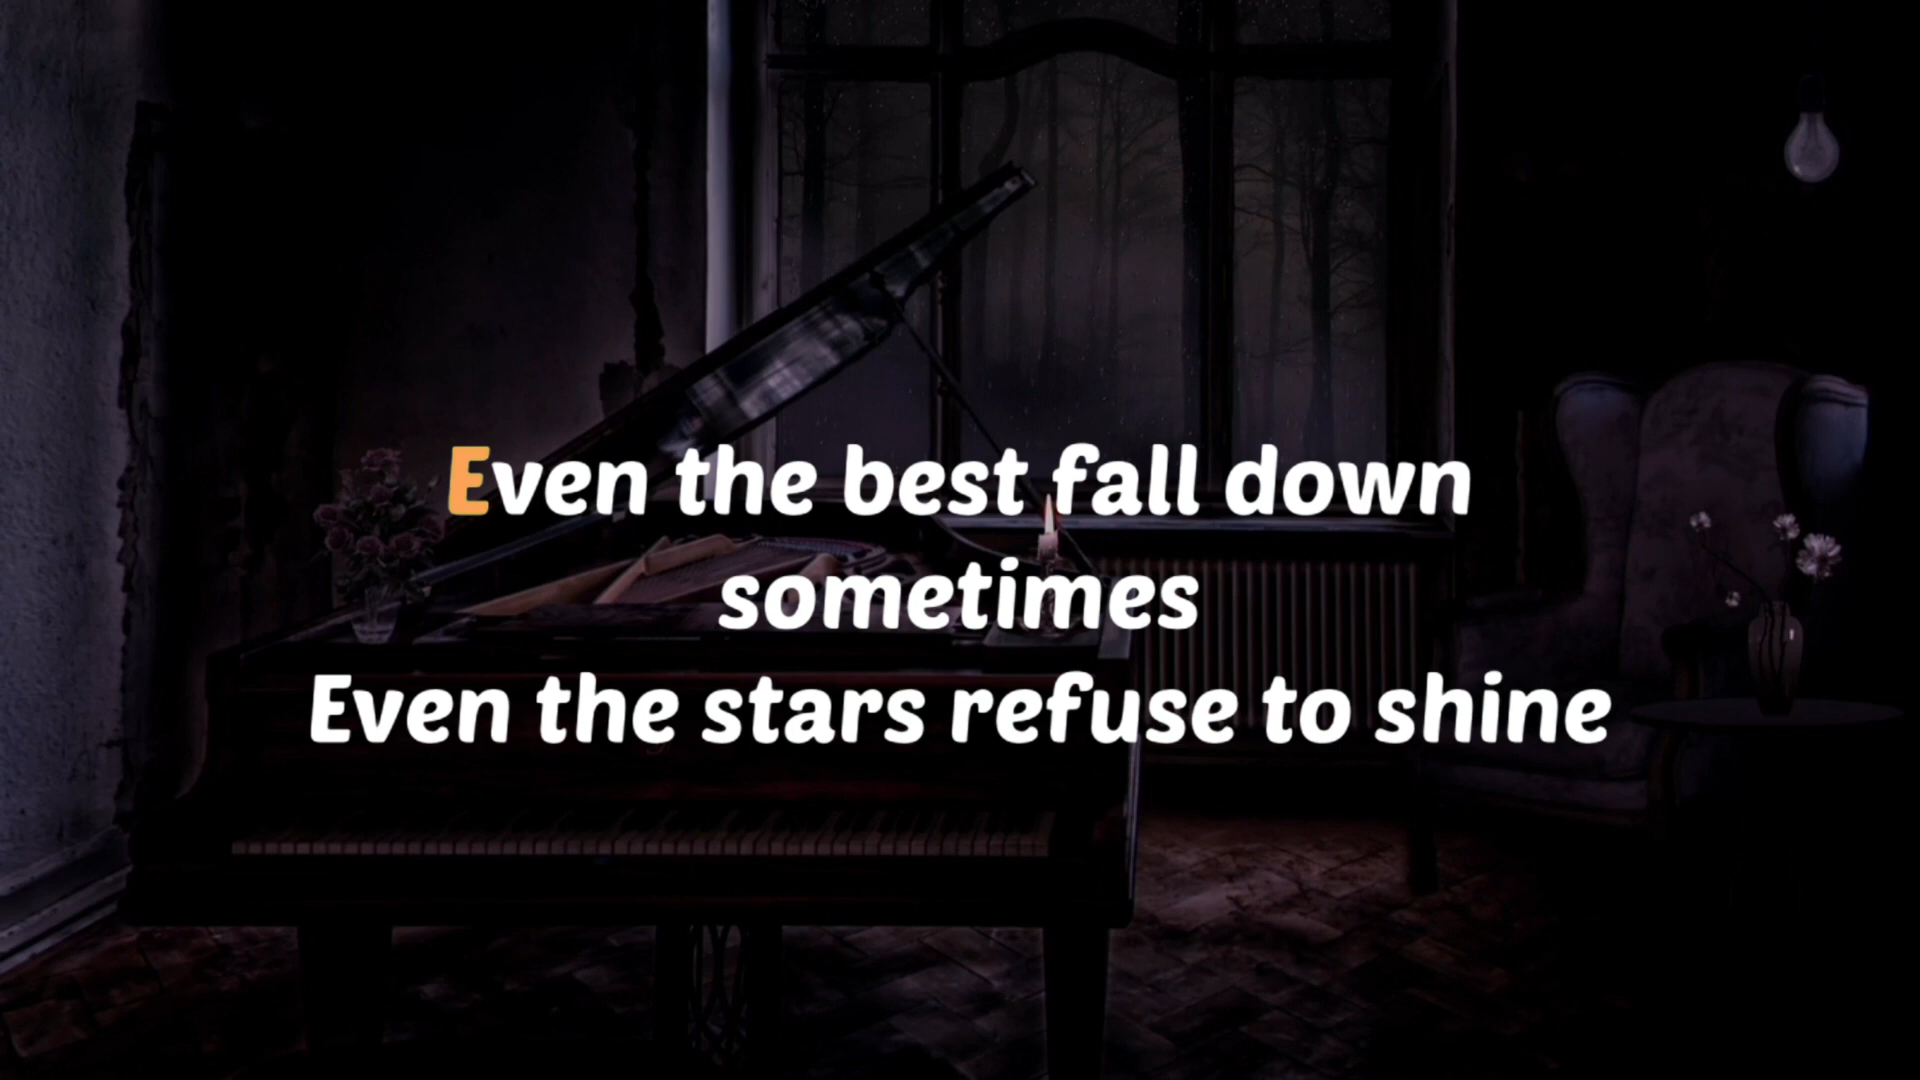 Even the best fall down
sometimes
Even the stars refuse to shine